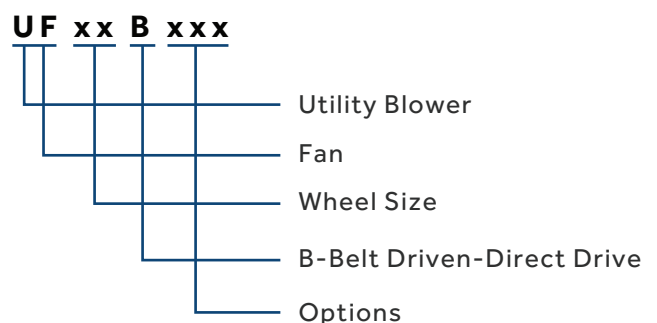 UF xx B xxx
Utility Blower
Fan
Wheel Size
B-Belt Driven-Direct Drive
Options